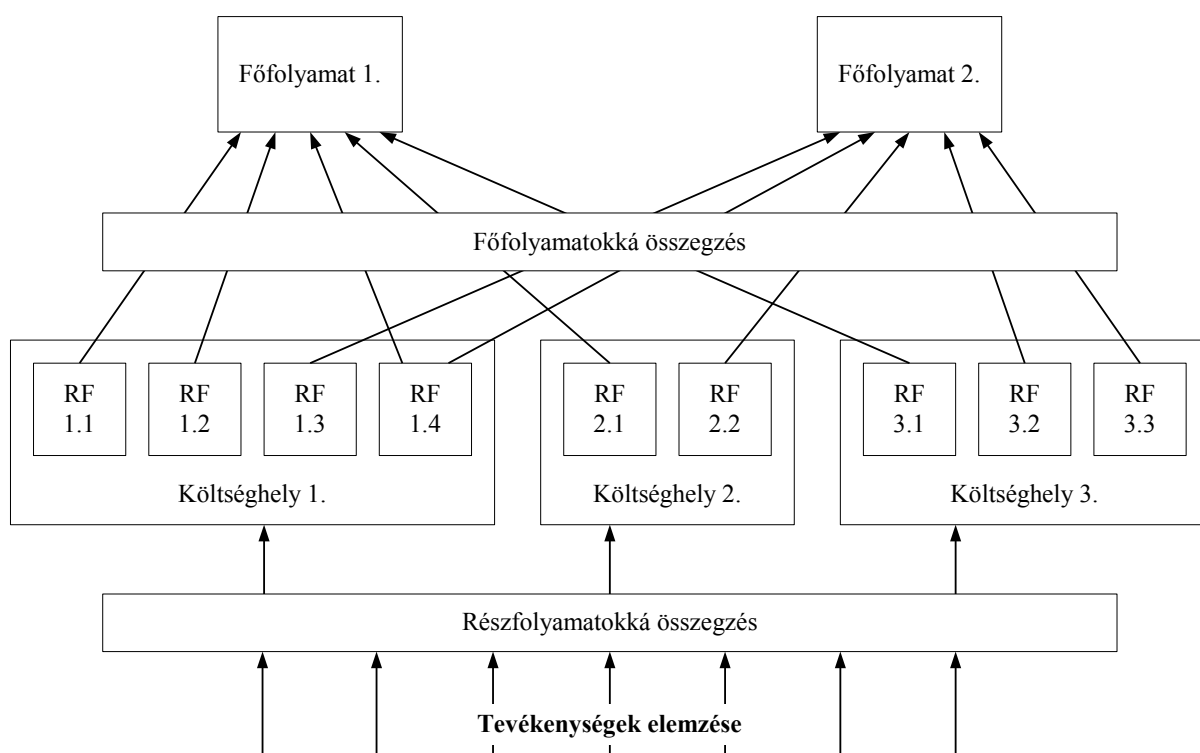 Főfolyamat 1.
Főfolyamat 2.
Főfolyamatokká összegzés
RF
1.1
RF
1.2
RF
1.3
RF
1.4
RF
2.1
RF
2.2
RF
3.1
RF
3.2
RF
3.3
Költséghely 1.
Költséghely 2.
Költséghely 3.
Részfolyamatokká összegzés
Tevékenységek elemzése